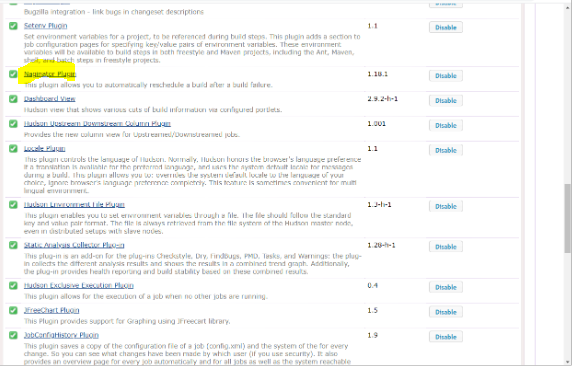 Bugzilla integration - link bugs in changeset descriptions
Setenv Plugin 1.1 Disable
Set environment variables for a project, to be referenced during build steps. This plugin adds a section to
job configuration pages for specifying key/value pairs of environment variables. These environment
variables will be available to build steps in both freestyle and Maven projects, including the Ant, Maven,
shell, and batch steps in freestyle projects.
Naginator Plugin 1.18.1 Disable
This plugin allows you to automatically reschedule a build after a build failure.
Dashboard View 2.9.2-h-1 Disable
Hudson view that shows various cuts of build information via configured portlets.
Hudson Upstream Downstream Column Plugin 1.001 Disable
Provides the new column view for Upstreamed/Downstreamed jobs.
Locale Plugin 1.1 Disable
This plugin controls the language of Hudson. Normally, Hudson honors the browser's language preference
if a translation is available for the preferred language, and uses the system default locale for messages
during a build. This plugin allows you to: overrides the system default locale to the language of your
choice, ignore browser's language preference completely. This feature is sometimes convenient for multi
lingual environment.
Hudson Environment File Plugin 1.3-h-1 Disable
This plugin enables you to set environment variables through a file. The file should follow the standard
key and value pair format. The file is always retrieved from the file system of the Hudson master node,
even in distributed setups with slave nodes.
Static Analysis Collector Plug-in 1.28-h-1 Disable
This plug-in is an add-on for the plug-ins Checkstyle, Dry, FindBugs, PMD, Tasks, and Warnings: the plug-
in collects the different analysis results and shows the results in a combined trend graph. Additionally,
the plug-in provides health reporting and build stability based on these combined results.
Hudson Exclusive Execution Plugin 0.4 Disable
This plugin allows for the execution of a job when no other jobs are running.
JFreeChart Plugin 1.5 Disable
This Plugin provides support for Graphing using JFreecart library.
JobConfigHistory Plugin 1.9 Disable
This plugin saves a copy of the configuration file of a job (config.xml) and the system of the for every
change. So you can see what changes have been made by which user (if you use security). It also
provides an overview page for every job automatically and for all jobs as well as the system reachable